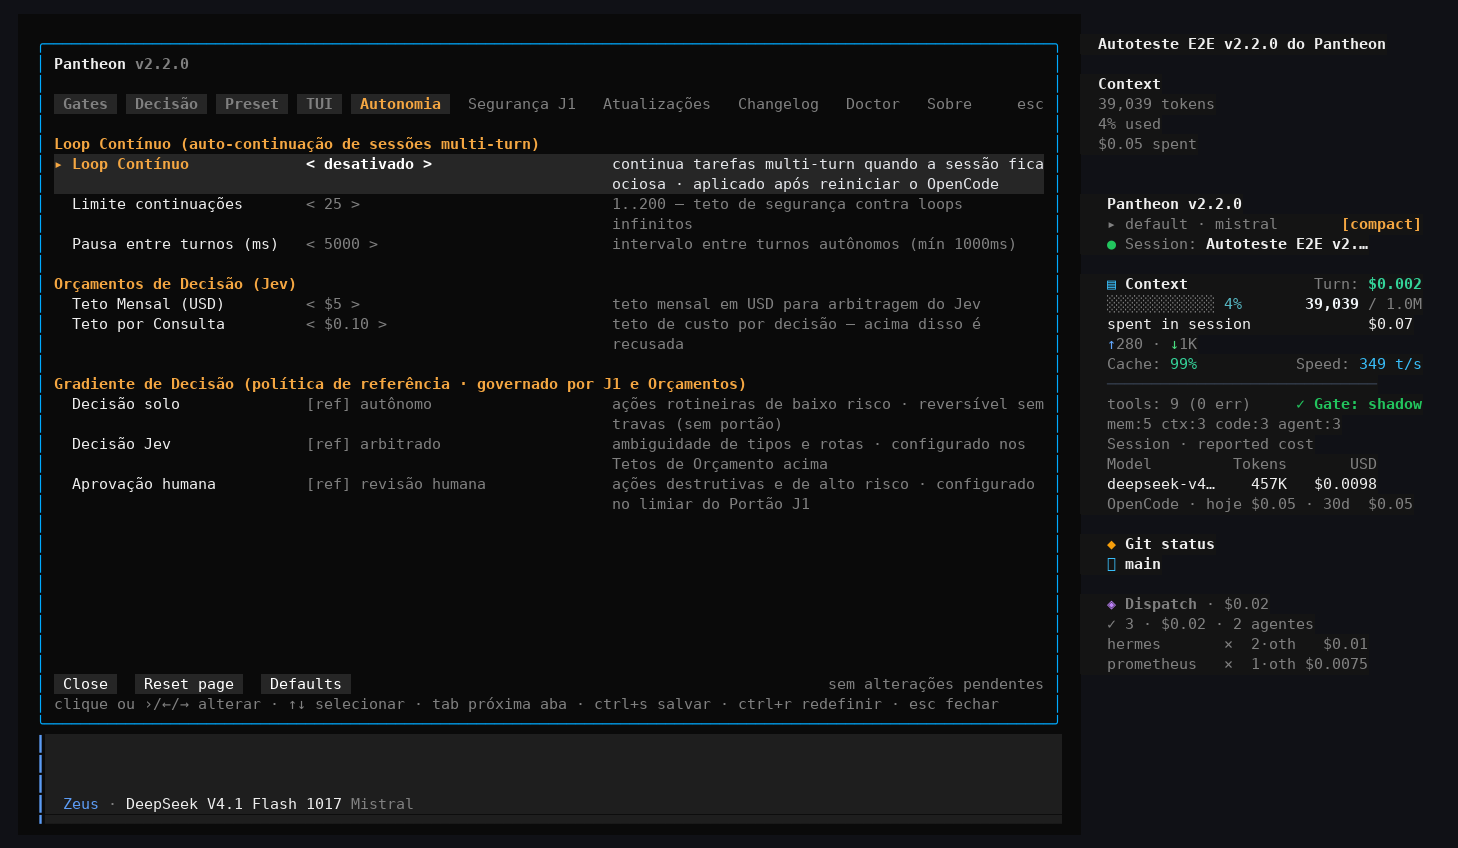 Pantheon v2.2.0
Gates Decisão Preset TUI Autonomia Segurança J1 Atualizações Changelog Doctor Sobre esc
Loop Contínuo (auto-continuação de sessões multi-turn)
▸ Loop Contínuo < desativado > continua tarefas multi-turn quando a sessão fica
ociosa · aplicado após reiniciar o OpenCode
Limite continuações < 25 > 1..200 — teto de segurança contra loops
infinitos
Pausa entre turnos (ms) < 5000 > intervalo entre turnos autônomos (mín 1000ms)
Orçamentos de Decisão (Jev)
Teto Mensal (USD) < $5 > teto mensal em USD para arbitragem do Jev
Teto por Consulta < $0.10 > teto de custo por decisão — acima disso é
recusada
Gradiente de Decisão (política de referência · governado por J1 e Orçamentos)
Decisão solo [ref] autônomo ações rotineiras de baixo risco · reversível sem
travas (sem portão)
Decisão Jev [ref] arbitrado ambiguidade de tipos e rotas · configurado nos
Tetos de Orçamento acima
Aprovação humana [ref] revisão humana ações destrutivas e de alto risco · configurado
no limiar do Portão J1
Close Reset page Defaults sem alterações pendentes
clique ou ›/←/→ alterar · ↑↓ selecionar · tab próxima aba · ctrl+s salvar · ctrl+r redefinir · esc fechar
Zeus · DeepSeek V4.1 Flash 1017 Mistral
Autoteste E2E v2.2.0 do Pantheon
Context
39,039 tokens
4% used
$0.05 spent
Pantheon v2.2.0
▸ default · mistral [compact]
● Session: Autoteste E2E v2.…
▤ Context Turn: $0.002
░░░░░░░░░░░░ 4% 39,039 / 1.0M
spent in session $0.07
↑280 · ↓1K
Cache: 99% Speed: 349 t/s
tools: 9 (0 err) ✓ Gate: shadow
mem:5 ctx:3 code:3 agent:3
Session · reported cost
Model Tokens USD
deepseek-v4… 457K $0.0098
OpenCode · hoje $0.05 · 30d $0.05
◆ Git status
main
◈ Dispatch · $0.02
✓ 3 · $0.02 · 2 agentes
hermes × 2·oth $0.01
prometheus × 1·oth $0.0075